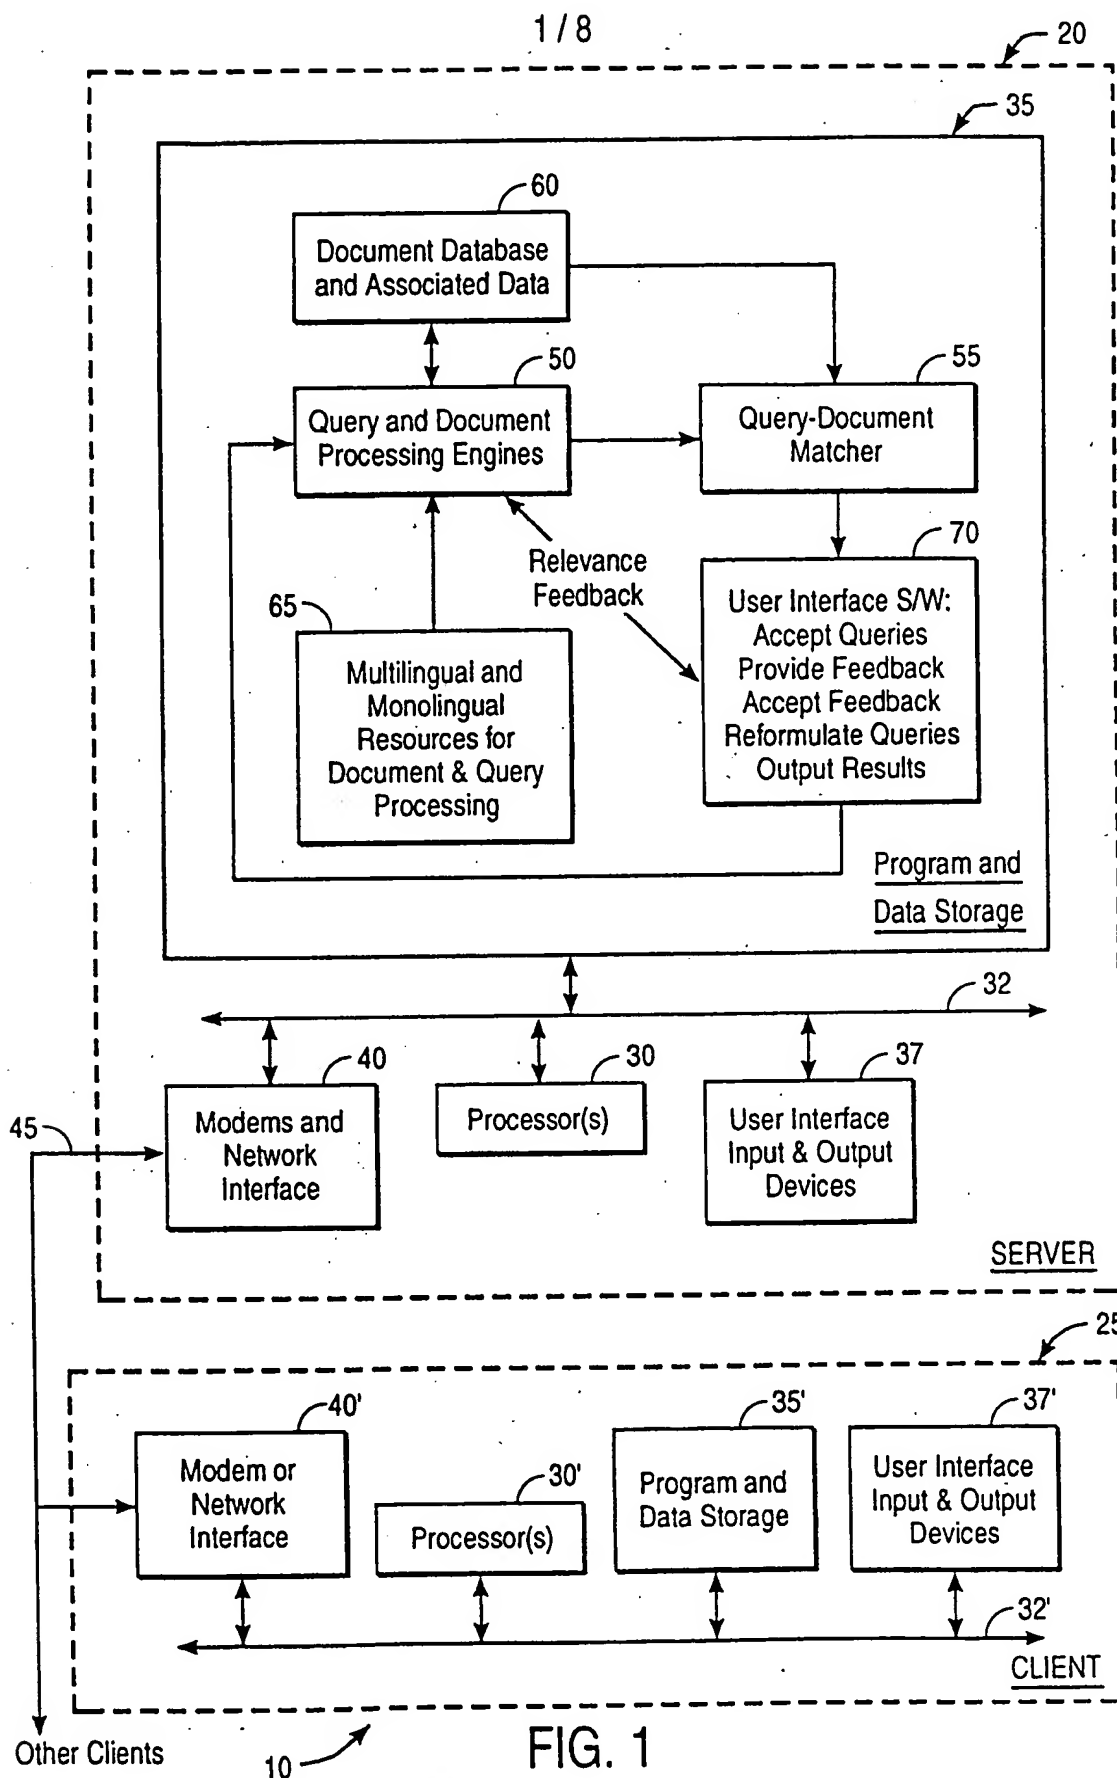 1 / 8
20
35
60
Document Database
and Associated Data
50
55
Query and Document
Processing Engines
Query-Document
Matcher
Relevance
Feedback
70
65
User Interface S/W:
Accept Queries
Provide Feedback
Accept Feedback
Reformulate Queries
Output Results
Multilingual and
Monolingual
Resources for
Document & Query
Processing
Program and
Data Storage
32
40
30
37
45
Modems and
Network
Interface
Processor(s)
User Interface
Input & Output
Devices
SERVER
25
40'
30'
35'
37'
Modem or
Network
Interface
Processor(s)
Program and
Data Storage
User Interface
Input & Output
Devices
32'
CLIENT
Other Clients
10
FIG. 1